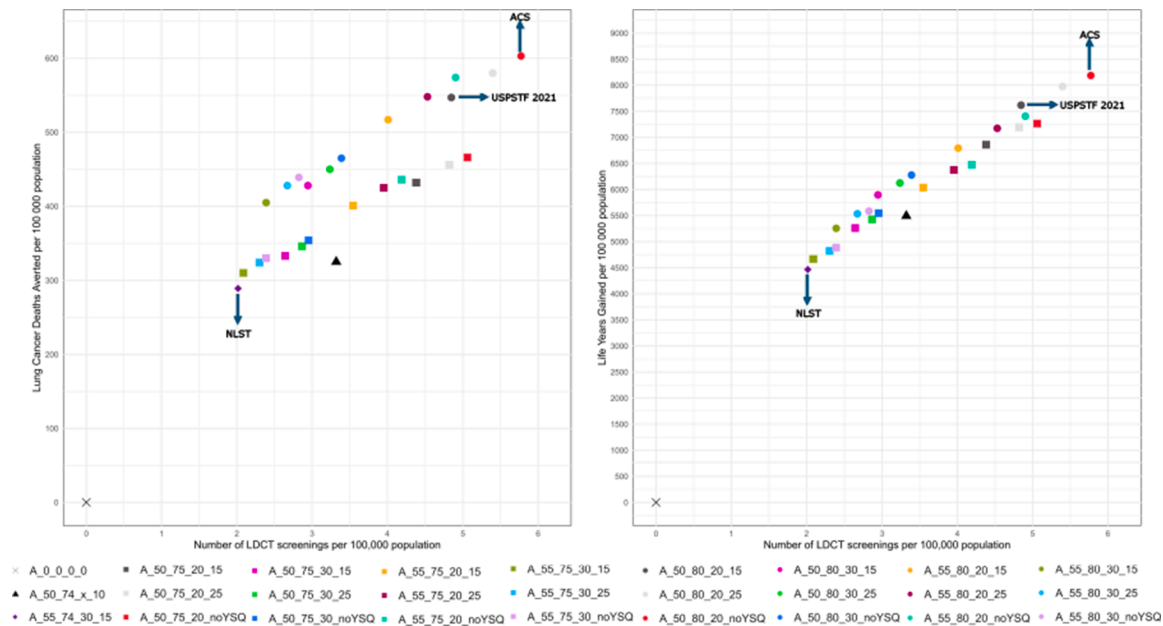 ACS
600
USPSTF 2021
500
400
300
NLST
200
100
0
Lung Cancer Deaths Averted per 100 000 population
0 1 2 3 4 5 6
Number of LDCT screenings per 100,000 population
9000
ACS
8500
8000
7500
USPSTF 2021
7000
6500
6000
5500
5000
4500
4000
NLST
3500
3000
2500
2000
1500
1000
500
0
Life Years Gained per 100 000 population
0 1 2 3 4 5 6
Number of LDCT screenings per 100,000 population
A_0_0_0_0 A_50_75_20_15 A_50_75_30_15 A_55_75_20_15 A_55_75_30_15 A_50_80_20_15 A_50_80_30_15 A_55_80_20_15 A_55_80_30_15
A_50_74_x_10 A_50_75_20_25 A_50_75_30_25 A_55_75_20_25 A_55_75_30_25 A_50_80_20_25 A_50_80_30_25 A_55_80_20_25 A_55_80_30_25
A_55_74_30_15 A_50_75_20_noYSQ A_50_75_30_noYSQ A_55_75_20_noYSQ A_55_75_30_noYSQ A_50_80_20_noYSQ A_50_80_30_noYSQ A_55_80_20_noYSQ A_55_80_30_noYSQ